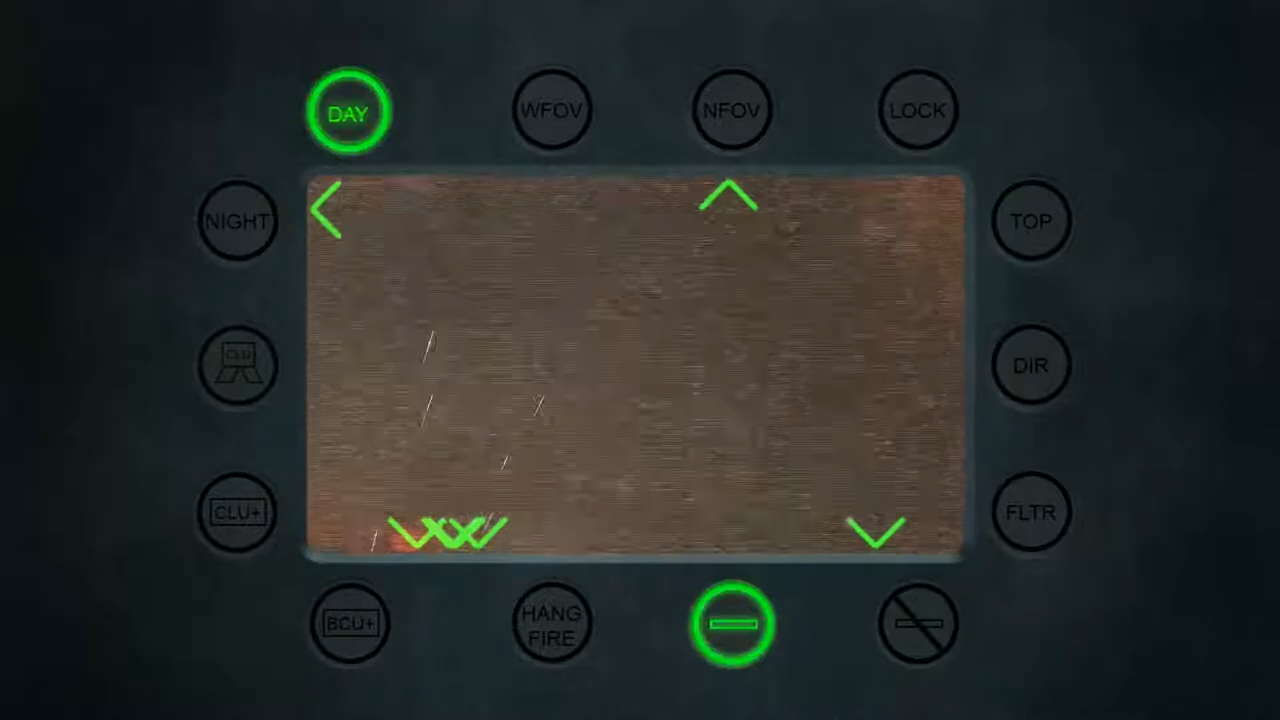 DAY
WFOV
NFOV
LOCK
NIGHT
TOP
CLU
DIR
CLU+
FLTR
BCU+
HANG
FIRE